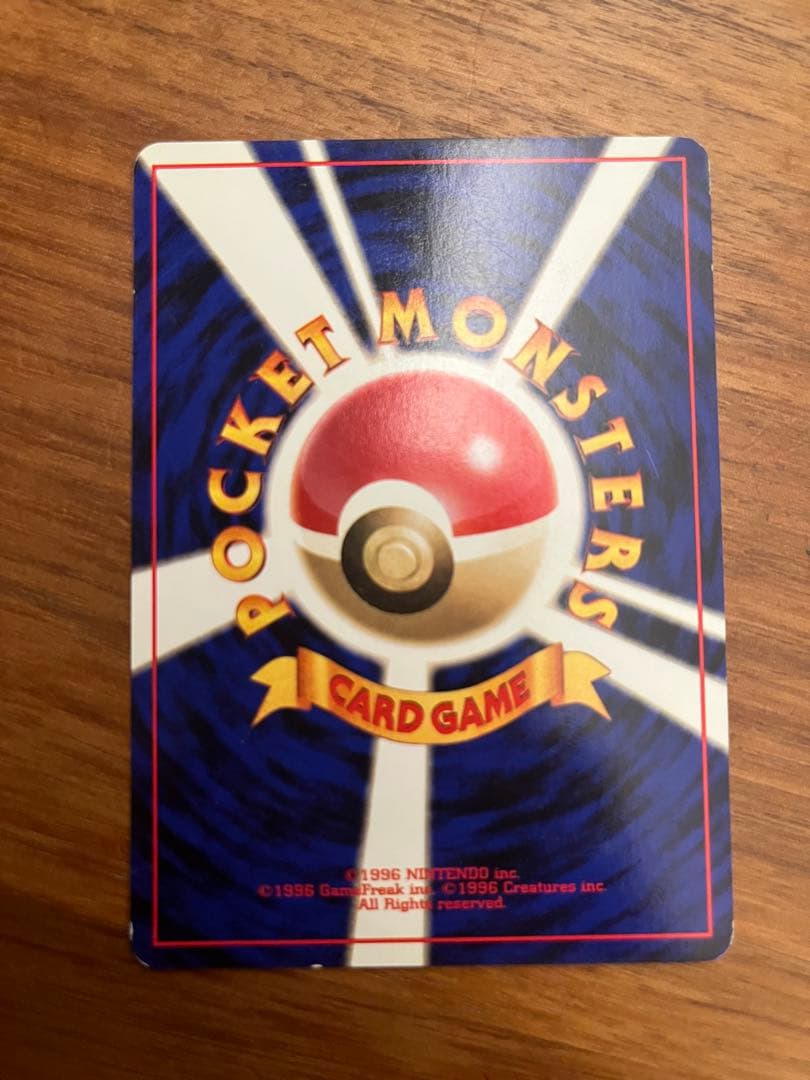 POCKET MONSTERS
CARD GAME
©1996 NINTENDO inc.
©1996 GameFreak inc. ©1996 Creatures inc.
All Rights reserved.